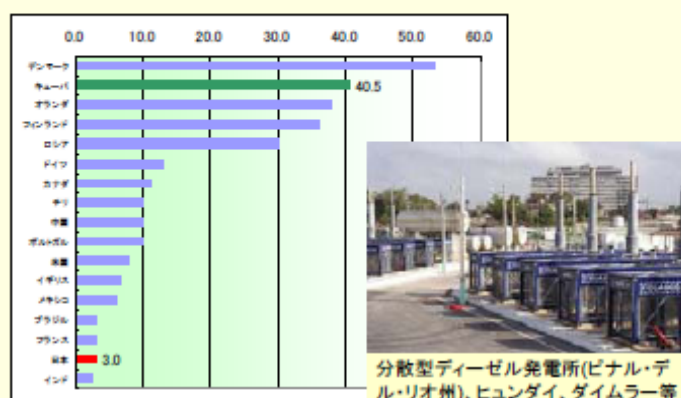 0.0 10.0 20.0 30.0 40.0 50.0 60.0
デンマーク
キューバ
40.5
オランダ
フィンランド
ロシア
ドイツ
カナダ
チリ
中国
ポルトガル
米国
イギリス
メキシコ
ブラジル
フランス
日本
3.0
インド
分散型ディーゼル発電所(ピナル・デ
ル・リオ州)、ヒュンダイ、ダイムラー等